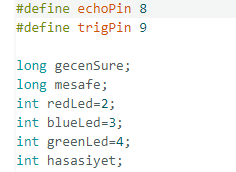 #define echoPin 8
#define trigPin 9
long gecenSure;
long mesafe;
int redLed=2;
int blueLed=3;
int greenLed=4;
int hasasiyet;